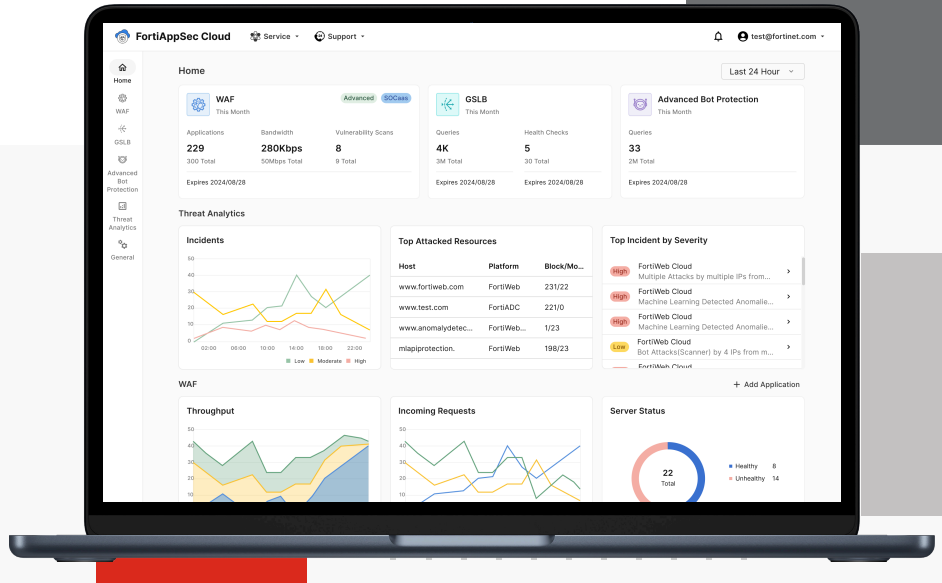 FortiAppSec Cloud
Service
Support
test@fortinet.com
Home
WAF
GSLB
Advanced
Bot
Protection
Threat
Analytics
General
Home
Last 24 Hour
WAF
Advanced
SOCaas
This Month
Applications
Bandwidth
Vulnerability Scans
229
280Kbps
8
300 Total
50Mbps Total
9 Total
Expires 2024/08/28
GSLB
This Month
Queries
Health Checks
4K
5
3M Total
30 Total
Expires 2024/08/28
Expires 2024/08/28
Advanced Bot Protection
This Month
Queries
33
2M Total
Expires 2024/08/28
Threat Analytics
Incidents
50
40
30
20
10
0
02:00 06:00 10:00 14:00 18:00 22:00
Low Moderate High
Top Attacked Resources
Host Platform Block/Mo...
www.fortiweb.com FortiWeb 231/22
www.test.com FortiADC 221/0
www.anomalydetec... FortiWeb... 1/23
mlapiprotection. FortiWeb 198/23
Top Incident by Severity
High
FortiWeb Cloud
Multiple Attacks by multiple IPs from...
High
FortiWeb Cloud
Machine Learning Detected Anomalie...
High
FortiWeb Cloud
Machine Learning Detected Anomalie...
Low
FortiWeb Cloud
Bot Attacks(Scanner) by 4 IPs from m...
FortiWeb Cloud
WAF
+ Add Application
Throughput
50
40
30
20
10
Incoming Requests
50
40
30
20
10
Server Status
22
Total
Healthy 8
Unhealthy 14